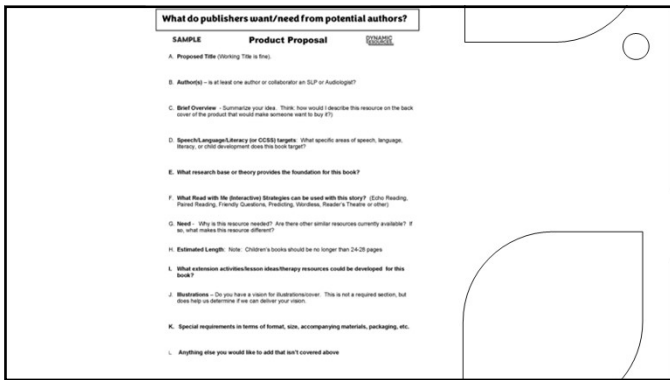 What do publishers want/need from potential authors?
SAMPLE Product Proposal DYNAMIC RESOURCES
A. Proposed Title (Working Title is fine).
B. Author(s) – is at least one author or collaborator an SLP or Audiologist?
C. Brief Overview - Summarize your idea. Think: how would I describe this resource on the back
cover of the product that would make someone want to buy it?)
D. Speech/Language/Literacy (or CCSS) targets: What specific areas of speech, language,
literacy, or child development does this book target?
E. What research base or theory provides the foundation for this book?
F. What Read with Me (Interactive) Strategies can be used with this story? (Echo Reading,
Paired Reading, Friendly Questions, Predicting, Wordless, Reader's Theatre or other)
G. Need - Why is this resource needed? Are there other similar resources currently available? If
so, what makes this resource different?
H. Estimated Length: Note: Children's books should be no longer than 24-28 pages
I. What extension activities/lesson ideas/therapy resources could be developed for this
book?
J. Illustrations – Do you have a vision for illustrations/cover. This is not a required section, but
does help us determine if we can deliver your vision.
K. Special requirements in terms of format, size, accompanying materials, packaging, etc.
L. Anything else you would like to add that isn't covered above